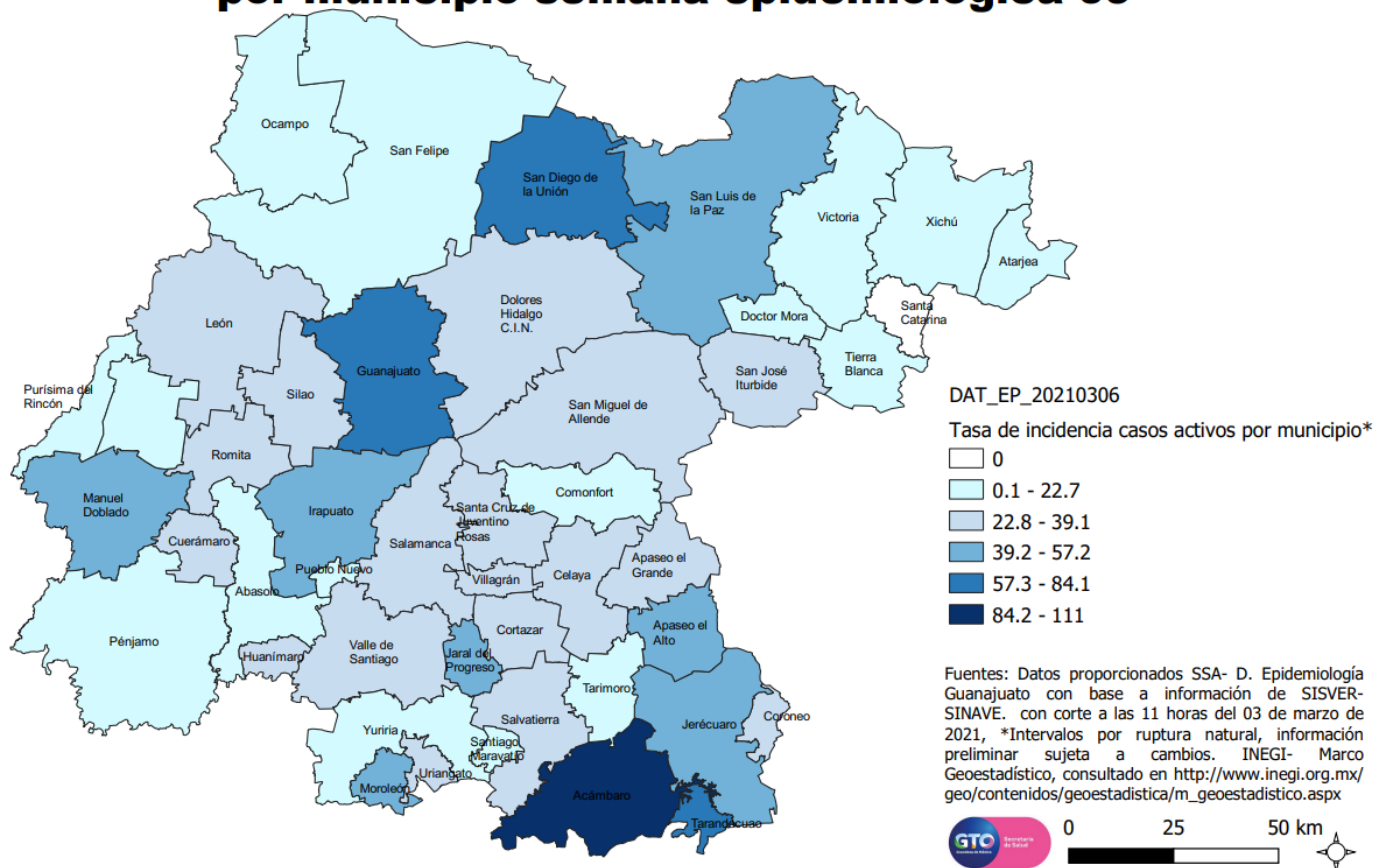 por municipio semana epidemiológica
Ocampo
San Felipe
San Diego de
la Unión
San Luis de
la Paz
Victoria
Xichú
Atarjea
León
Dolores
Hidalgo
C.I.N.
Doctor Mora
Santa
Catarina
Guanajuato
Tierra
Blanca
Purísima del
Rincón
Silao
San José
Iturbide
San Miguel de
Allende
Romita
Manuel
Doblado
Irapuato
Comonfort
Santa Cruz de
Juventino
Rosas
Cuerámaro
Salamanca
Apaseo el
Grande
Pueblo Nuevo
Villagrán
Celaya
Abasolo
Pénjamo
Cortazar
Apaseo el
Alto
Valle de
Santiago
Huanímaro
Jaral del
Progreso
Tarimoro
Yuriria
Salvatierra
Jerécuaro
Coroneo
Santiago
Maravatío
Uriangato
Moroleón
Acámbaro
Tarandacuao
DAT_EP_20210306
Tasa de incidencia casos activos por municipio*
0
0.1 - 22.7
22.8 - 39.1
39.2 - 57.2
57.3 - 84.1
84.2 - 111
Fuentes: Datos proporcionados SSA- D. Epidemiología
Guanajuato con base a información de SISVER-
SINAVE. con corte a las 11 horas del 03 de marzo de
2021, *Intervalos por ruptura natural, información
preliminar sujeta a cambios. INEGI- Marco
Geoestadístico, consultado en http://www.inegi.org.mx/
geo/contenidos/geoestadistica/m_geoestadistico.aspx
GTO
Secretaría
de Salud
0 25 50 km